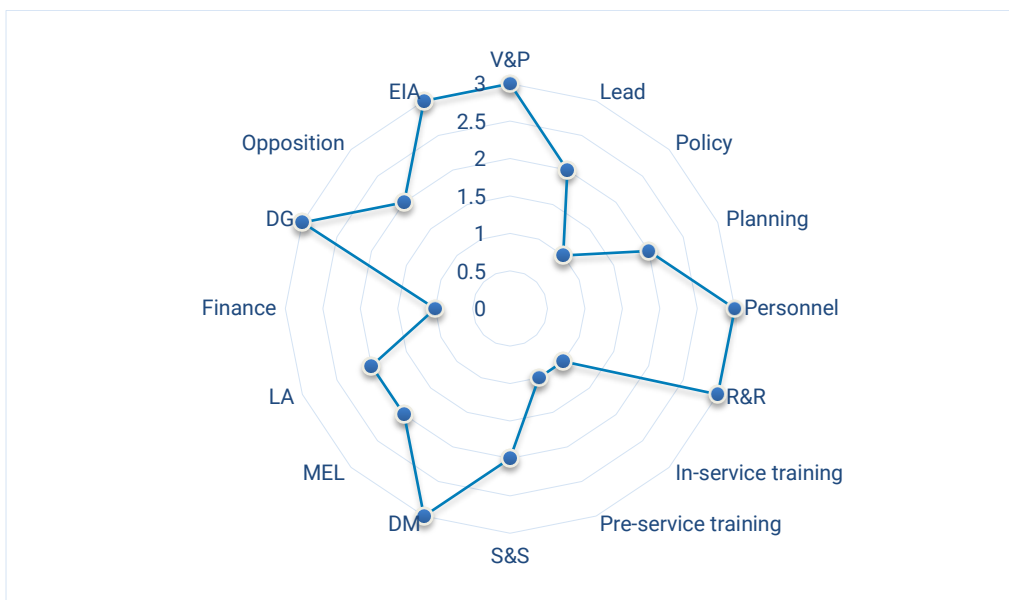 V&P
EIA
3
Lead
2.5
Opposition
Policy
2
1.5
DG
Planning
1
0.5
Finance
0
Personnel
LA
R&R
MEL
In-service training
DM
Pre-service training
S&S